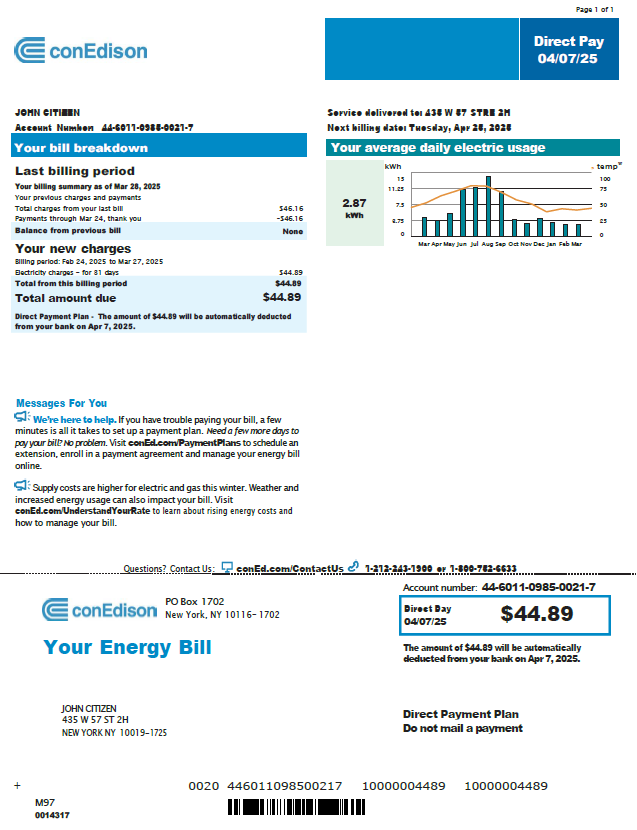 Page 1 of 1
conEdison
Direct Pay
04/07/25
JOHN CITIZEN
Account Number: 44-6011-0985-0021-7
Service delivered to: 435 W 57 STRE 2H
Next billing date: Tuesday, Apr 25, 2025
Your bill breakdown
Last billing period
Your billing summary as of Mar 28, 2025
Your previous charges and payments
Total charges from your last bill $46.16
Payments through Mar 24, thank you -$46.16
Balance from previous bill None
Your new charges
Billing period: Feb 24, 2025 to Mar 27, 2025
Electricity charges - for 31 days $44.89
Total from this billing period $44.89
Total amount due $44.89
Direct Payment Plan - The amount of $44.89 will be automatically deducted
from your bank on Apr 7, 2025.
Your average daily electric usage
2.87
kWh
kWh temp°
15 100
11.25 75
7.5 50
3.75 25
0 0
Mar Apr May Jun Jul Aug Sep Oct Nov Dec Jan Feb Mar
Messages For You
We're here to help. If you have trouble paying your bill, a few
minutes is all it takes to set up a payment plan. Need a few more days to
pay your bill? No problem. Visit conEd.com/PaymentPlans to schedule an
extension, enroll in a payment agreement and manage your energy bill
online.
Supply costs are higher for electric and gas this winter. Weather and
increased energy usage can also impact your bill. Visit
conEd.com/UnderstandYourRate to learn about rising energy costs and
how to manage your bill.
Questions? Contact Us: conEd.com/ContactUs 1-212-243-1900 or 1-800-752-6633
conEdison
PO Box 1702
New York, NY 10116-1702
Your Energy Bill
Account number: 44-6011-0985-0021-7
Direct Day
04/07/25
$44.89
The amount of $44.89 will be automatically
deducted from your bank on Apr 7, 2025.
JOHN CITIZEN
435 W 57 ST 2H
NEW YORK NY 10019-1725
Direct Payment Plan
Do not mail a payment
+ 0020 446011098500217 10000004489 10000004489
M97
0014317